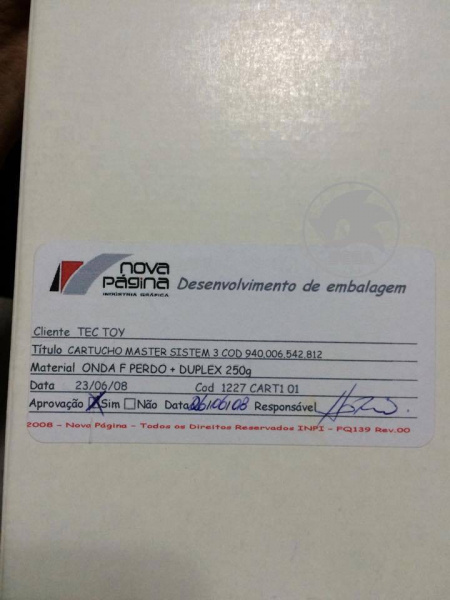 nova
página
INDÚSTRIA GRÁFICA
Desenvolvimento de embalagem
Cliente TEC TOY
Título CARTUCHO MASTER SISTEM 3 COD 940.006.542.812
Material ONDA F PERDO + DUPLEX 250g
Data 23/06/08 Cod 1227 CART1 01
Aprovação Sim Não Data 26/06/08 Responsável
2008 - Nova Página - Todos os Direitos Reservados INPI - FQ139 Rev.00